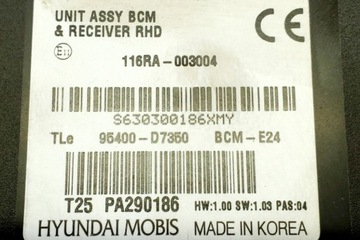 UNIT ASSY BCM
& RECEIVER RHD
CE
116RA-003004
S630300186XMY
TLe 95400-D7350 BCM-E24
T25 PA290186 HW:1.00 SW:1.03 PAS:04
HYUNDAI MOBIS MADE IN KOREA